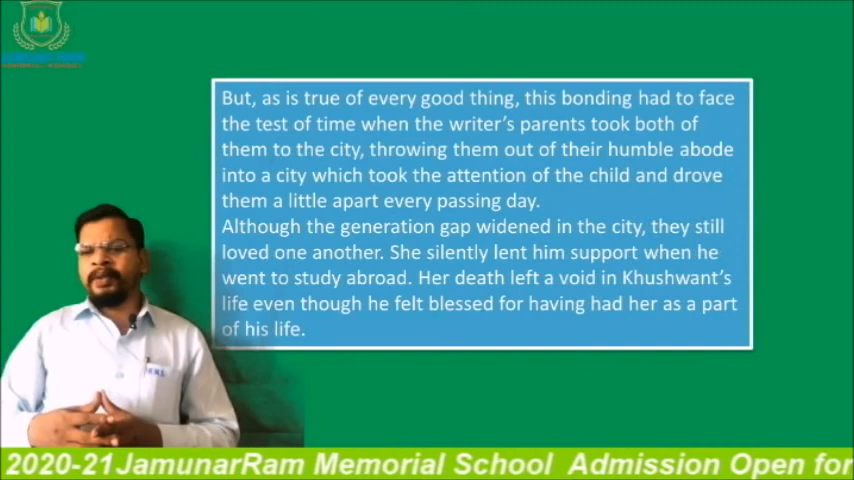 But, as is true of every good thing, this bonding had to face
the test of time when the writer's parents took both of
them to the city, throwing them out of their humble abode
into a city which took the attention of the child and drove
them a little apart every passing day.
Although the generation gap widened in the city, they still
loved one another. She silently lent him support when he
went to study abroad. Her death left a void in Khushwant's
life even though he felt blessed for having had her as a part
of his life.
2020-21JamunarRam Memorial School Admission Open for